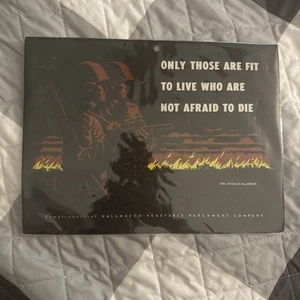 ONLY THOSE ARE FIT
TO LIVE WHO ARE
NOT AFRAID TO DIE
GEN. DOUGLAS MacARTHUR
Compliments of KALAMAZOO VEGETABLE PARCHMENT COMPANY